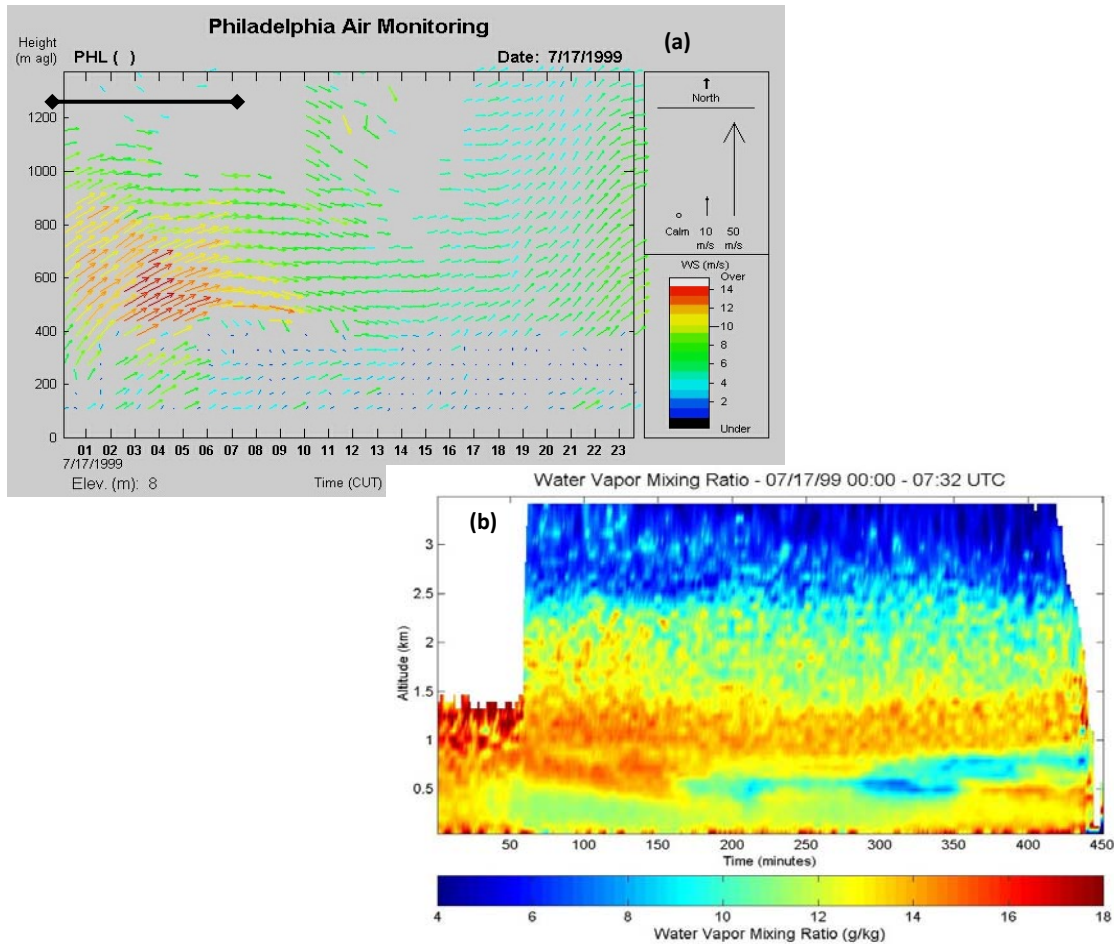 Philadelphia Air Monitoring
Height
(m agl)
PHL ( )
Date: 7/17/1999
(a)
1200
1000
800
600
400
200
0
01 02 03 04 05 06 07 08 09 10 11 12 13 14 15 16 17 18 19 20 21 22 23
7/17/1999
Elev. (m): 8
Time (CUT)
North
Calm 10 50
m/s m/s
WS (m/s)
Over
14
12
10
8
6
4
2
Under
Water Vapor Mixing Ratio - 07/17/99 00:00 - 07:32 UTC
(b)
Altitude (km)
3
2.5
2
1.5
1
0.5
50 100 150 200 250 300 350 400 450
Time (minutes)
4 6 8 10 12 14 16 18
Water Vapor Mixing Ratio (g/kg)